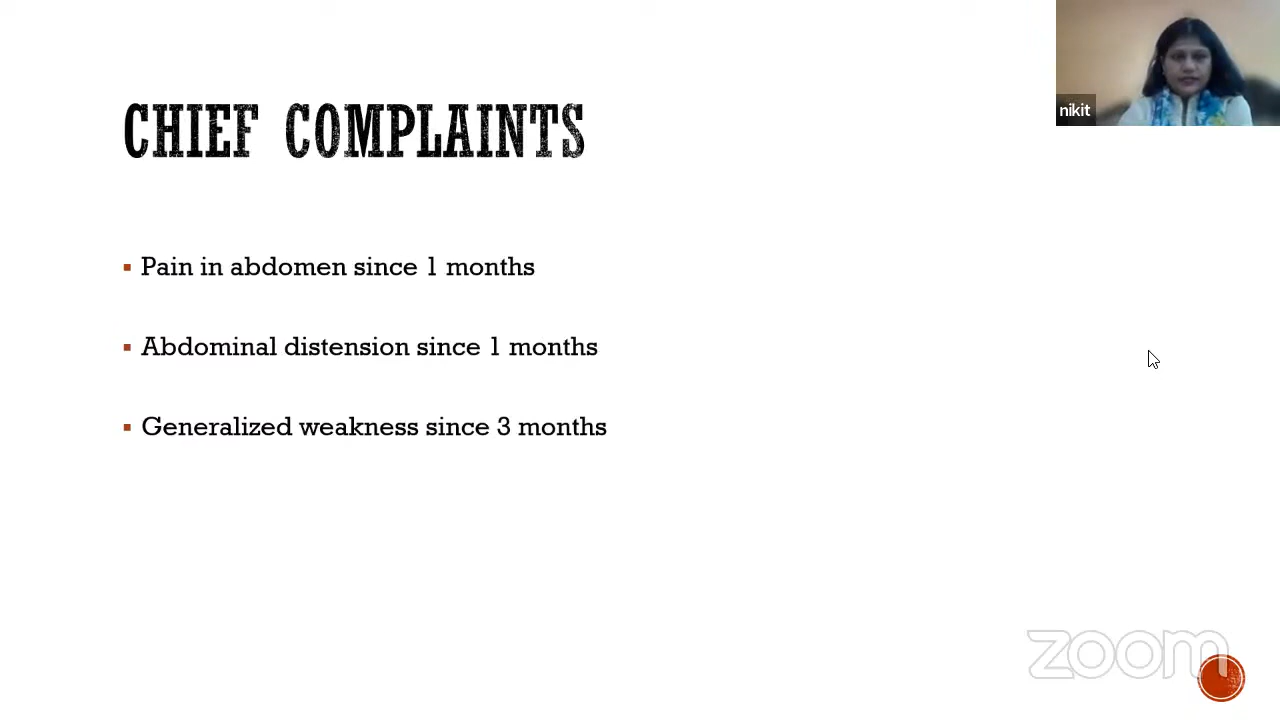 CHIEF COMPLAINTS
nikit
Pain in abdomen since 1 months
Abdominal distension since 1 months
Generalized weakness since 3 months
zoom